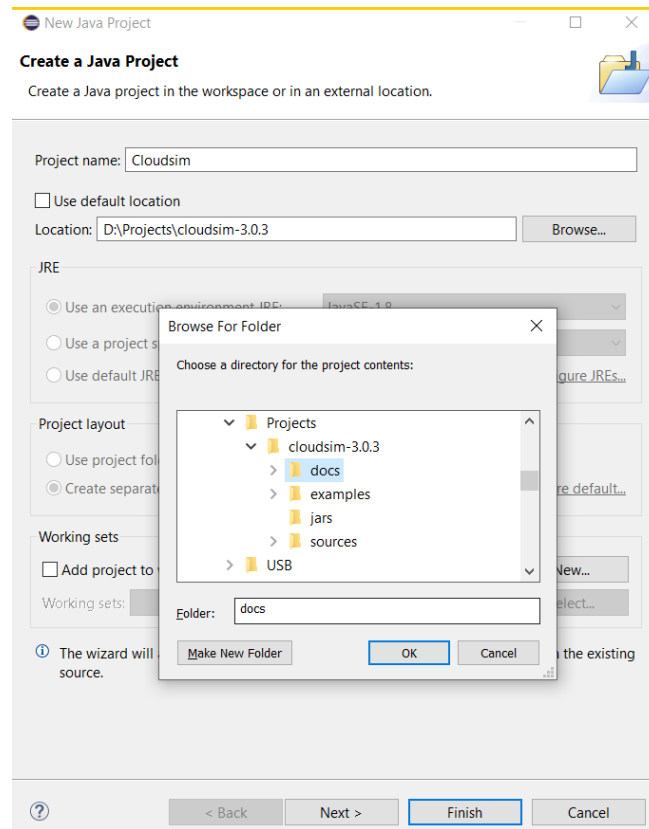 New Java Project
Create a Java Project
Create a Java project in the workspace or in an external location.
Project name: Cloudsim
Use default location
Location: D:\Projects\cloudsim-3.0.3 Browse...
JRE
Use an execution environment JRE: JavaSE-1.8
Use a project s
Use default JRE gure JREs...
Browse For Folder
Choose a directory for the project contents:
Projects
cloudsim-3.0.3
docs
examples
jars
sources
USB
Folder: docs
Make New Folder OK Cancel
Project layout
Use project fol
Create separate re default...
Working sets
Add project to New...
Working sets: elect...
The wizard will the existing
source.
? < Back Next > Finish Cancel